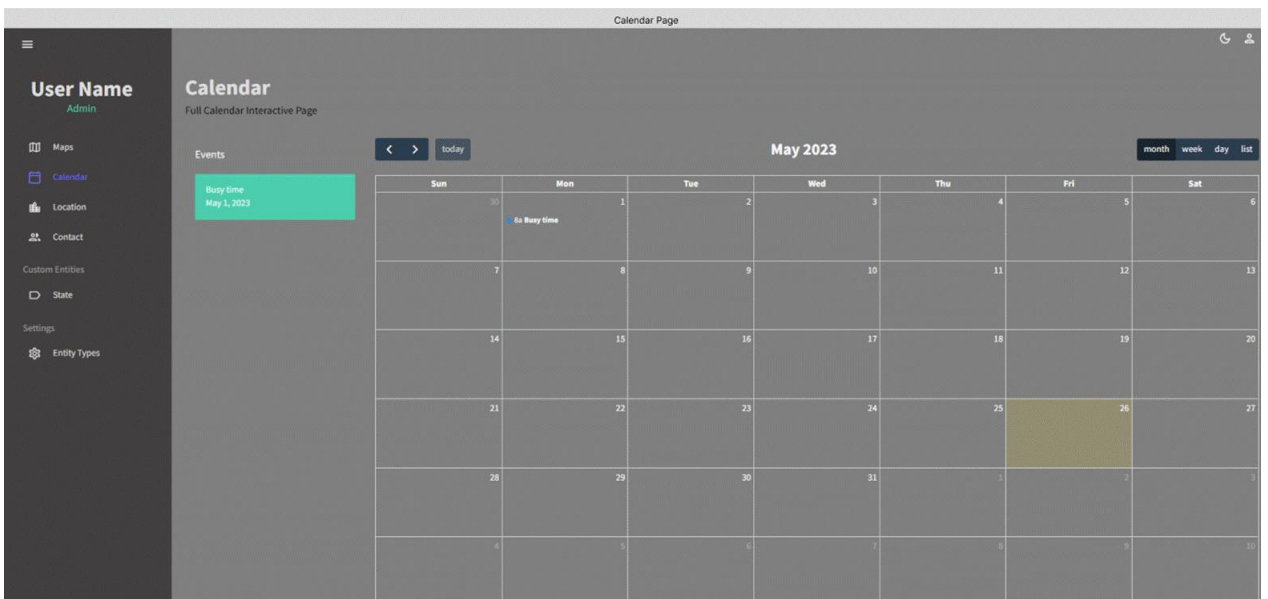 Calendar Page
User Name
Admin
Maps
Calendar
Location
Contact
Custom Entities
State
Settings
Entity Types
Calendar
Full Calendar Interactive Page
Events
Busy time
May 1, 2023
today
May 2023
month week day list
Sun Mon Tue Wed Thu Fri Sat
30 1 2 3 4 5 6
8a Busy time
7 8 9 10 11 12 13
14 15 16 17 18 19 20
21 22 23 24 25 26 27
28 29 30 31 1 2 3
4 5 6 7 8 9 10